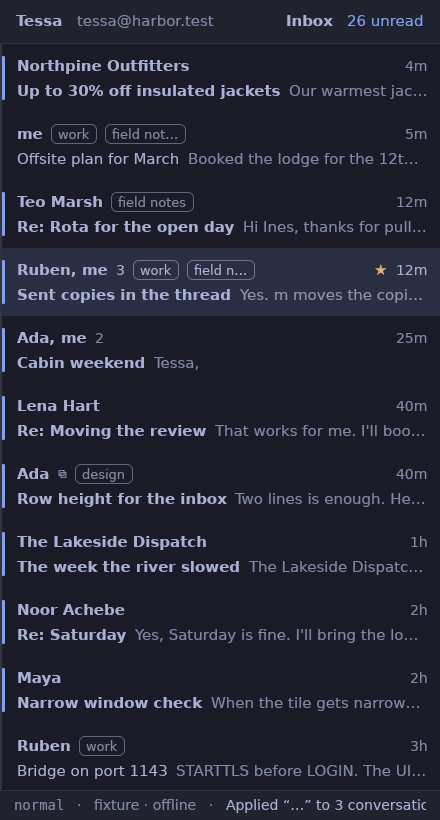 Tessa tessa@harbor.test Inbox 26 unread
Northpine Outfitters 4m
Up to 30% off insulated jackets Our warmest jac…
me work field not… 5m
Offsite plan for March Booked the lodge for the 12t…
Teo Marsh field notes 12m
Re: Rota for the open day Hi Ines, thanks for pull…
Ruben, me 3 work field n… ★ 12m
Sent copies in the thread Yes. m moves the copi…
Ada, me 2 25m
Cabin weekend Tessa,
Lena Hart 40m
Re: Moving the review That works for me. I'll boo…
Ada design 40m
Row height for the inbox Two lines is enough. He…
The Lakeside Dispatch 1h
The week the river slowed The Lakeside Dispatc…
Noor Achebe 2h
Re: Saturday Yes, Saturday is fine. I'll bring the lo…
Maya 2h
Narrow window check When the tile gets narrow…
Ruben work 3h
Bridge on port 1143 STARTTLS before LOGIN. The UI…
normal · fixture · offline · Applied “…” to 3 conversatic